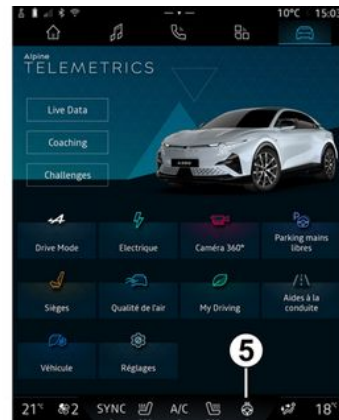 10°C 15:03
Alpine
TELEMETRICS
Live Data
Coaching
Challenges
Drive Mode
Electrique
Caméra 360°
Parking mains
libres
Sièges
Qualité de l'air
My Driving
Aides à la
conduite
Véhicule
Réglages
5
21° 2 SYNC A/C 18°